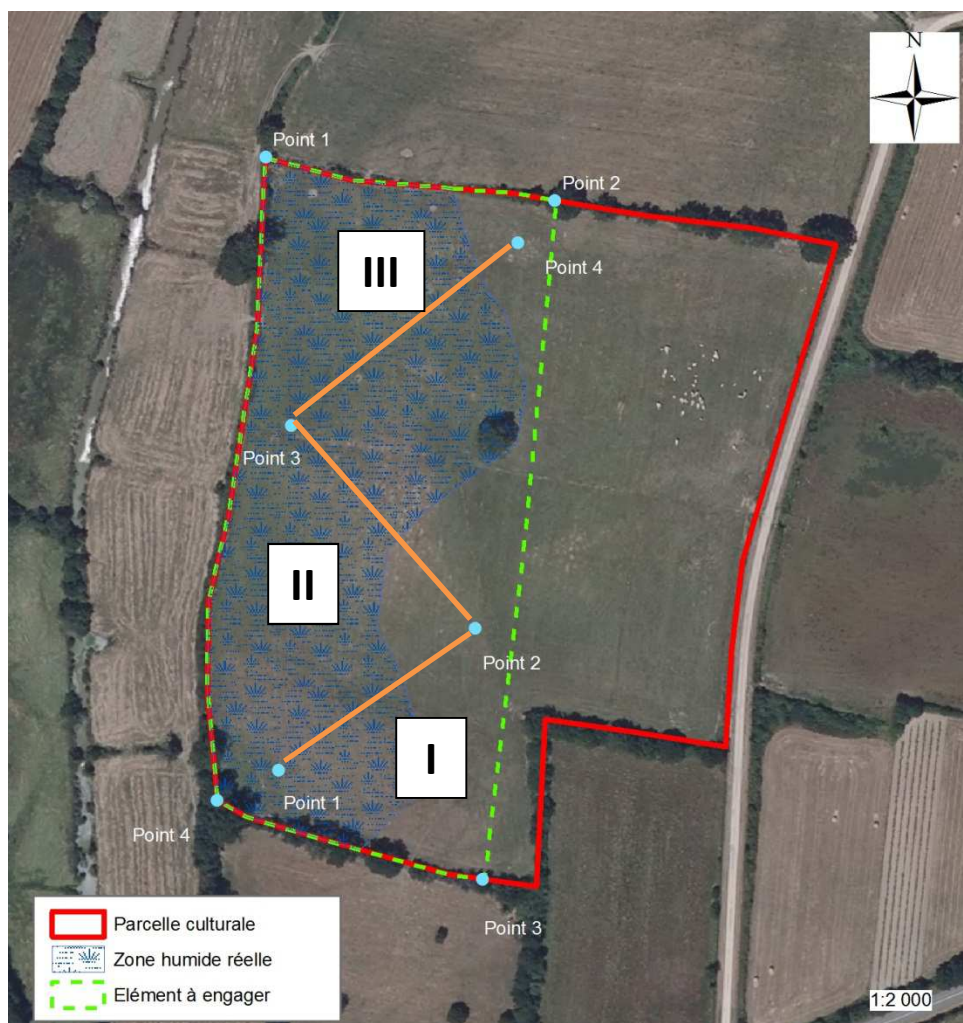 N
Point 1
Point 2
III
Point 4
Point 3
II
Point 2
I
Point 1
Point 4
Point 3
Parcelle culturale
Zone humide réelle
Elément à engager
1:2 000